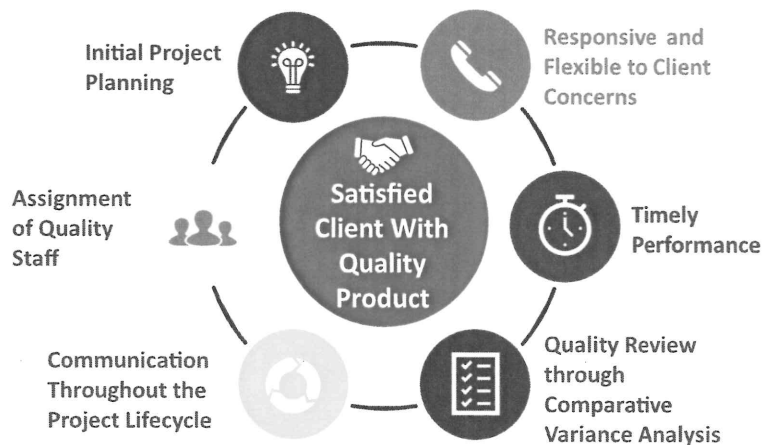 Initial Project
Planning
Responsive and
Flexible to Client
Concerns
Assignment
of Quality
Staff
Satisfied
Client With
Quality
Product
Timely
Performance
Communication
Throughout the
Project Lifecycle
Quality Review
through
Comparative
Variance Analysis